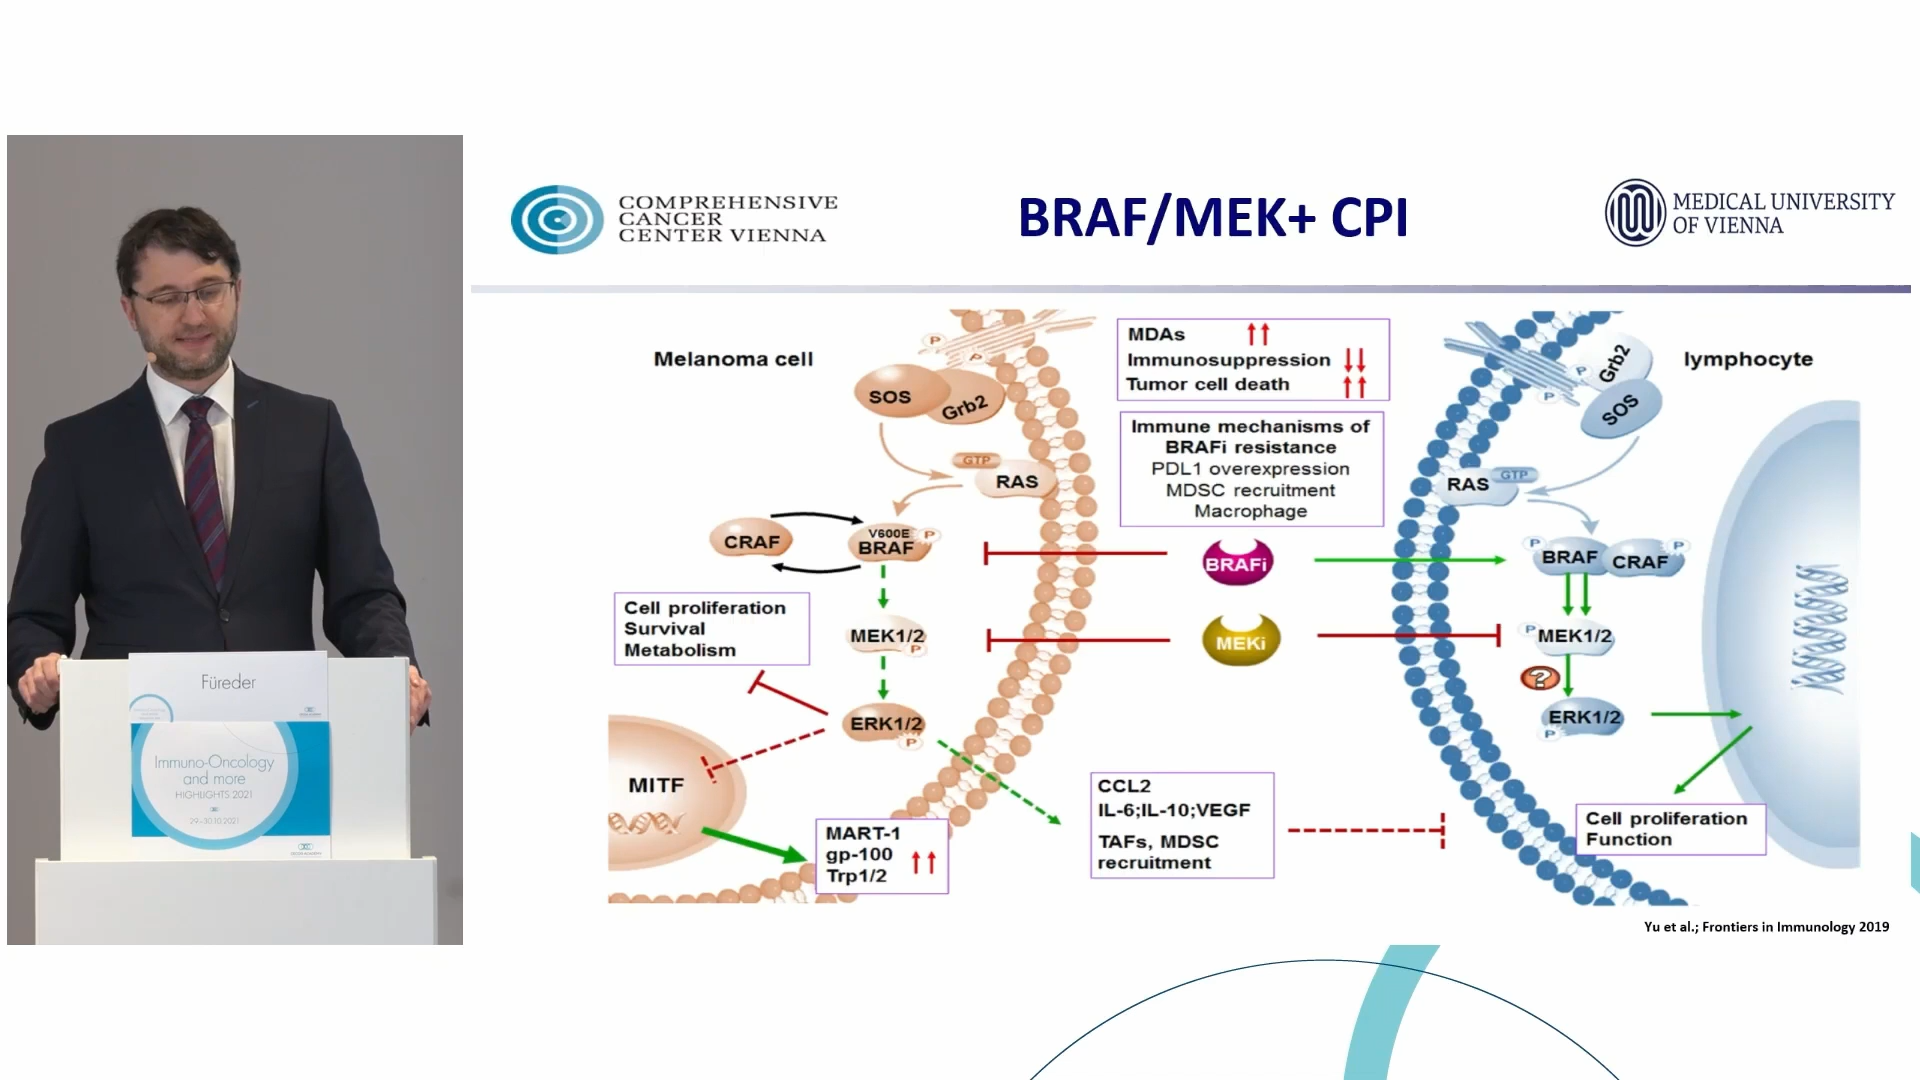 COMPREHENSIVE
CANCER
CENTER VIENNA
BRAF/MEK+ CPI
MEDICAL UNIVERSITY
OF VIENNA
Melanoma cell
P
P
SOS
Grb2
GTP
RAS
CRAF
V600E
BRAF
P
Cell proliferation
Survival
Metabolism
MEK1/2
P
ERK1/2
P
MITF
MART-1
gp-100
Trp1/2
MDAs
Immunosuppression
Tumor cell death
Immune mechanisms of
BRAFi resistance
PDL1 overexpression
MDSC recruitment
Macrophage
BRAFi
MEKi
CCL2
IL-6;IL-10;VEGF
TAFs, MDSC
recruitment
lymphocyte
P
P
Grb2
SOS
RAS
GTP
P
BRAF
CRAF
P
P
MEK1/2
?
ERK1/2
P
Cell proliferation
Function
Yu et al.; Frontiers in Immunology 2019
Füreder
Immuno-Oncology
and more
HIGHLIGHTS 2021
29.–30.10.2021